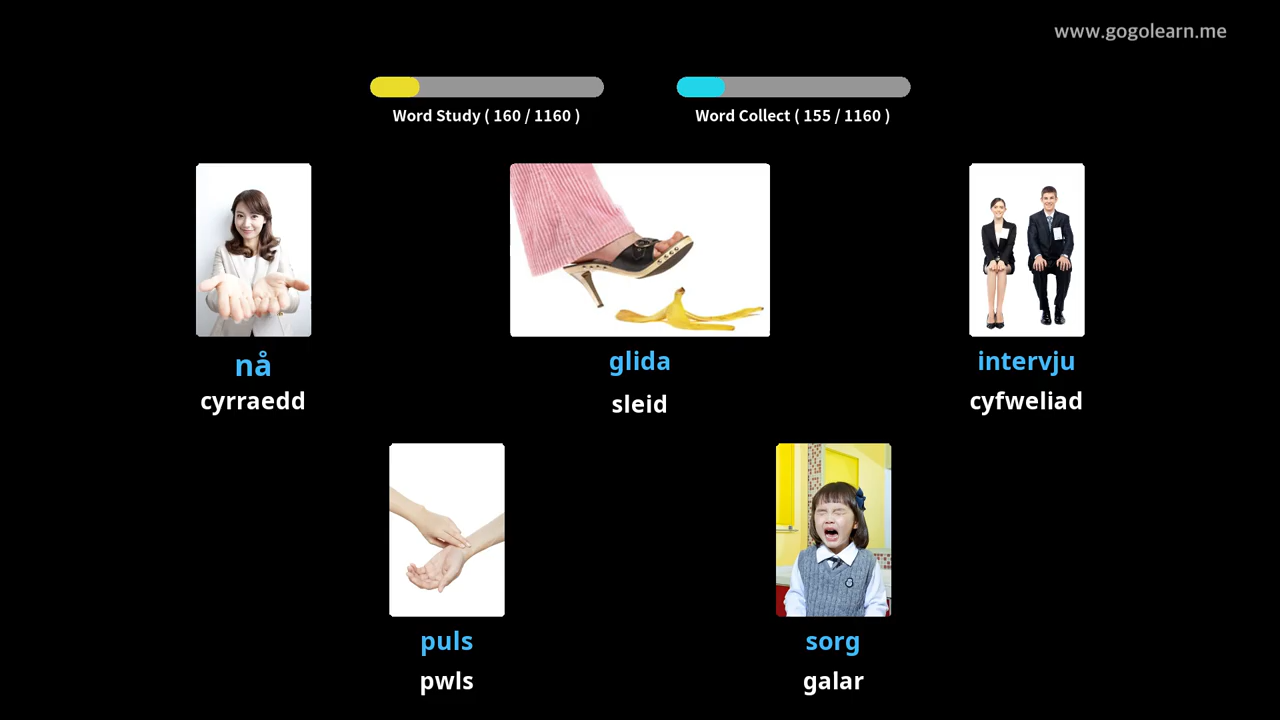 www.gogolearn.me
Word Study ( 160 / 1160 )
Word Collect ( 155 / 1160 )
nå
cyrraedd
glida
sleid
intervju
cyfweliad
puls
pwls
sorg
galar